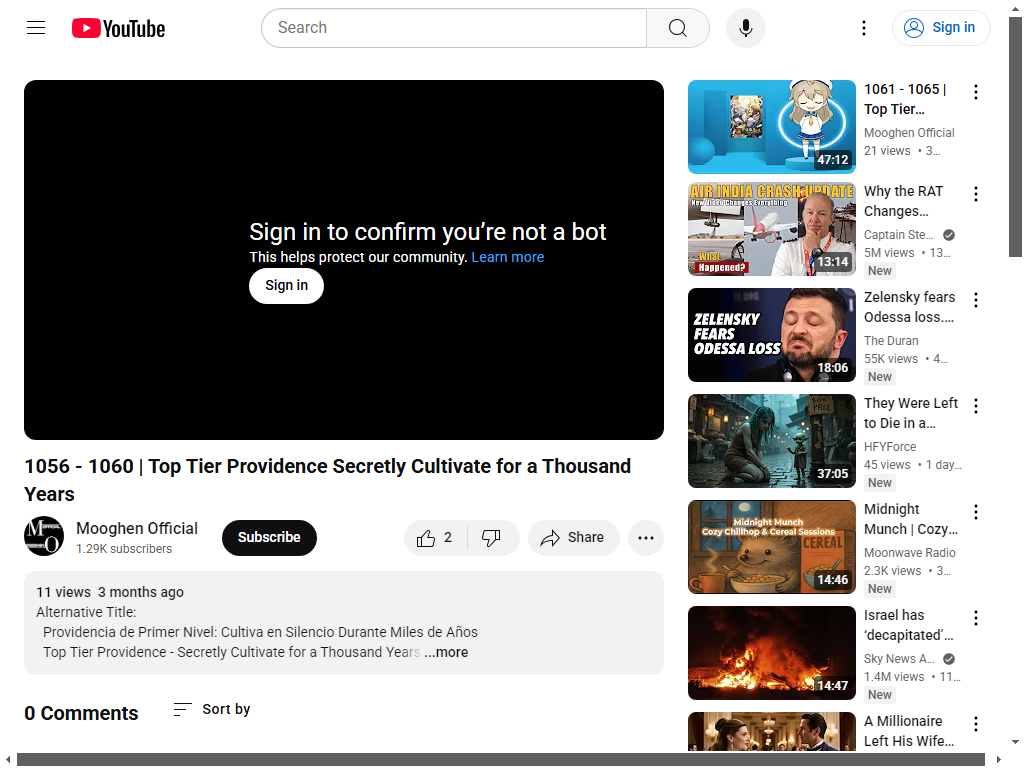 YouTube
Search
Sign in
Sign in to confirm you’re not a bot
This helps protect our community. Learn more
Sign in
1056 - 1060 | Top Tier Providence Secretly Cultivate for a Thousand
Years
Mooghen Official
1.29K subscribers
Subscribe
2
Share
11 views 3 months ago
Alternative Title:
Providencia de Primer Nivel: Cultiva en Silencio Durante Miles de Años
Top Tier Providence - Secretly Cultivate for a Thousand Years ...more
0 Comments
Sort by
47:12
1061 - 1065 |
Top Tier...
Mooghen Official
21 views • 3...
AIR INDIA CRASH UPDATE
New Video Changes Everything
What
Happened?
13:14
Why the RAT
Changes...
Captain Ste...
5M views • 13...
New
ZELENSKY
FEARS
ODESSA LOSS
18:06
Zelensky fears
Odessa loss....
The Duran
55K views • 4...
New
37:05
They Were Left
to Die in a...
HFYForce
45 views • 1 day...
New
Midnight Munch
Cozy Chillhop & Cereal Sessions
CEREAL
14:46
Midnight
Munch | Cozy...
Moonwave Radio
2.3K views • 3...
New
14:47
Israel has
‘decapitated’...
Sky News A...
1.4M views • 11...
New
A Millionaire
Left His Wife...